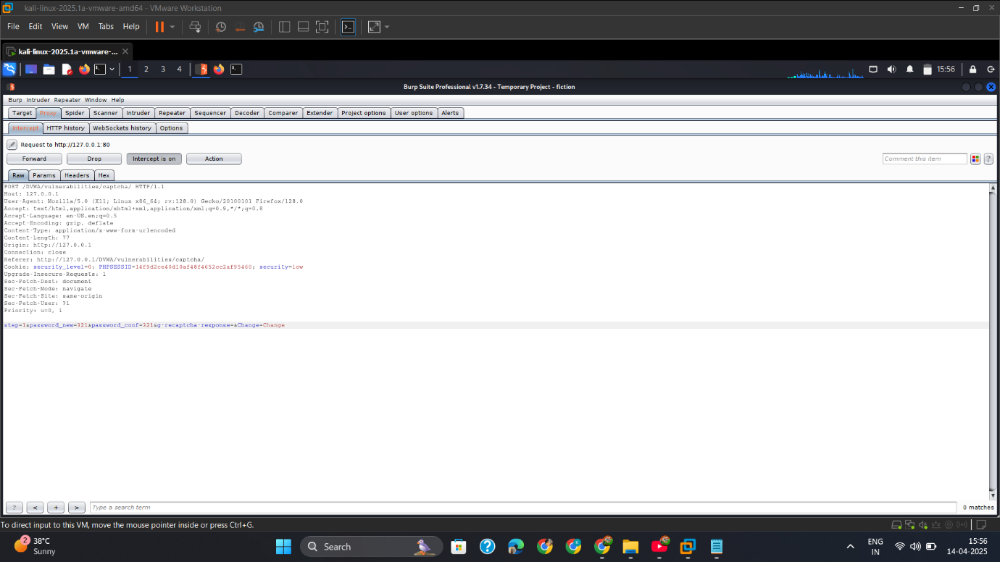 kali-linux-2025.1a-vmware-amd64 - VMware Workstation
File Edit View VM Tabs Help
kali-linux-2025.1a-vmware-...
1 2 3 4
15:56
Burp Suite Professional v1.7.34 - Temporary Project - fiction
Burp Intruder Repeater Window Help
Target Proxy Spider Scanner Intruder Repeater Sequencer Decoder Comparer Extender Project options User options Alerts
Intercept HTTP history WebSockets history Options
Request to http://127.0.0.1:80
Forward Drop Intercept is on Action Comment this item ?
Raw Params Headers Hex
POST /DVWA/vulnerabilities/captcha/ HTTP/1.1
Host: 127.0.0.1
User-Agent: Mozilla/5.0 (X11; Linux x86_64; rv:128.0) Gecko/20100101 Firefox/128.0
Accept: text/html,application/xhtml+xml,application/xml;q=0.9,*/*;q=0.8
Accept-Language: en-US,en;q=0.5
Accept-Encoding: gzip, deflate
Content-Type: application/x-www-form-urlencoded
Content-Length: 77
Origin: http://127.0.0.1
Connection: close
Referer: http://127.0.0.1/DVWA/vulnerabilities/captcha/
Cookie: security_level=0; PHPSESSID=14f9d2ce40d10af48f4652cc2af95460; security=low
Upgrade-Insecure-Requests: 1
Sec-Fetch-Dest: document
Sec-Fetch-Mode: navigate
Sec-Fetch-Site: same-origin
Sec-Fetch-User: ?1
Priority: u=0, i
step=1&password_new=321&password_conf=321&g-recaptcha-response=&Change=Change
? < + > Type a search term 0 matches
To direct input to this VM, move the mouse pointer inside or press Ctrl+G.
2 38°C
Sunny
Search
ENG
IN
15:56
14-04-2025